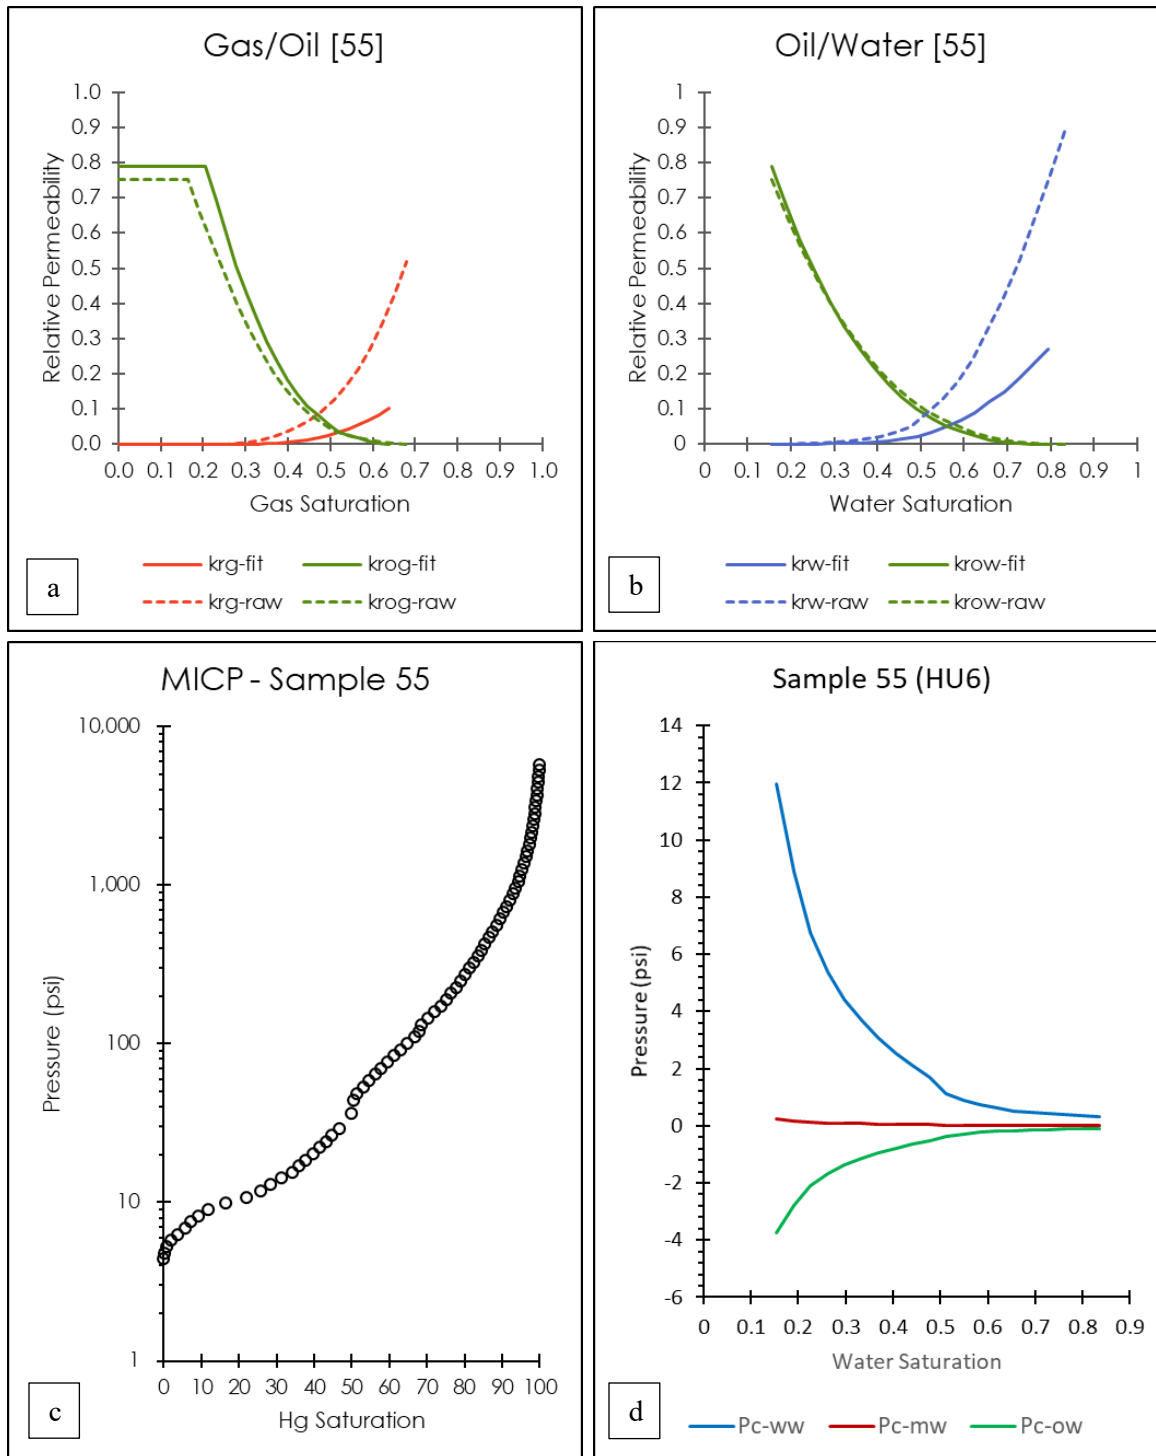 Gas/Oil [55]
1.0
0.9
0.8
0.7
0.6
0.5
0.4
0.3
0.2
0.1
0.0
Relative Permeability
0.0 0.1 0.2 0.3 0.4 0.5 0.6 0.7 0.8 0.9 1.0
Gas Saturation
krg-fit krog-fit
krg-raw krog-raw
a
Oil/Water [55]
1
0.9
0.8
0.7
0.6
0.5
0.4
0.3
0.2
0.1
0
Relative Permeability
0 0.1 0.2 0.3 0.4 0.5 0.6 0.7 0.8 0.9 1
Water Saturation
krw-fit krow-fit
krw-raw krow-raw
b
MICP - Sample 55
10,000
1,000
100
10
1
Pressure (psi)
0 10 20 30 40 50 60 70 80 90 100
Hg Saturation
c
Sample 55 (HU6)
14
12
10
8
6
4
2
0
-2
-4
-6
Pressure (psi)
0 0.1 0.2 0.3 0.4 0.5 0.6 0.7 0.8 0.9
Water Saturation
Pc-ww Pc-mw Pc-ow
d